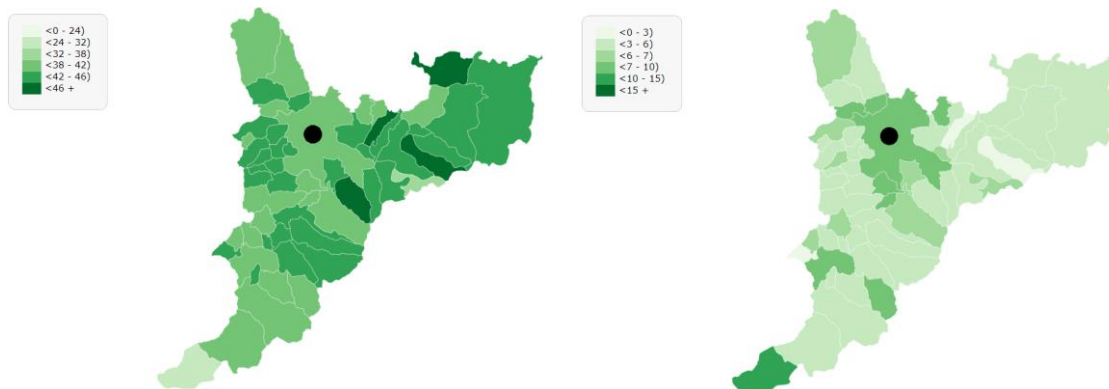 <0 - 24)
<24 - 32)
<32 - 38)
<38 - 42)
<42 - 46)
<46 +
<0 - 3)
<3 - 6)
<6 - 7)
<7 - 10)
<10 - 15)
<15 +